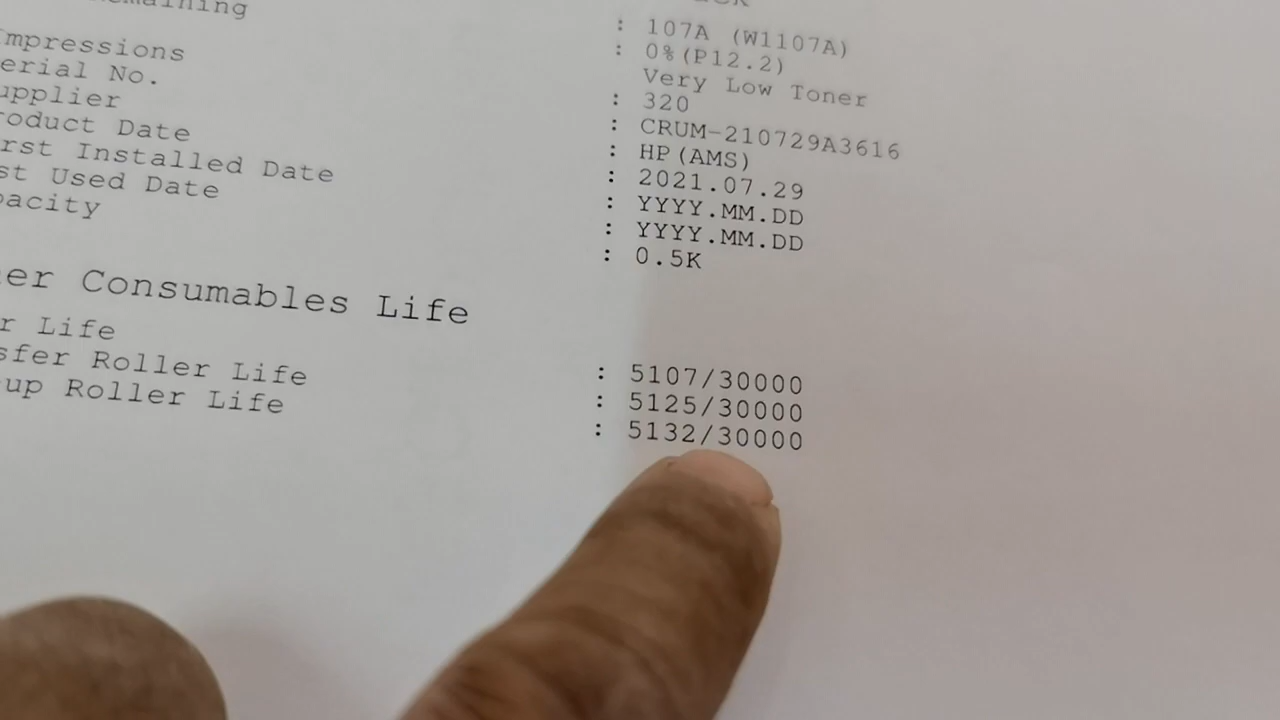 : 107A (W1107A)
emaining : 0%(P12.2)
Very Low Toner
mpressions : 320
erial No. : CRUM-210729A3616
upplier : HP(AMS)
roduct Date : 2021.07.29
rst Installed Date : YYYY.MM.DD
st Used Date : YYYY.MM.DD
pacity : 0.5K
er Consumables Life
r Life : 5107/30000
sfer Roller Life : 5125/30000
up Roller Life : 5132/30000